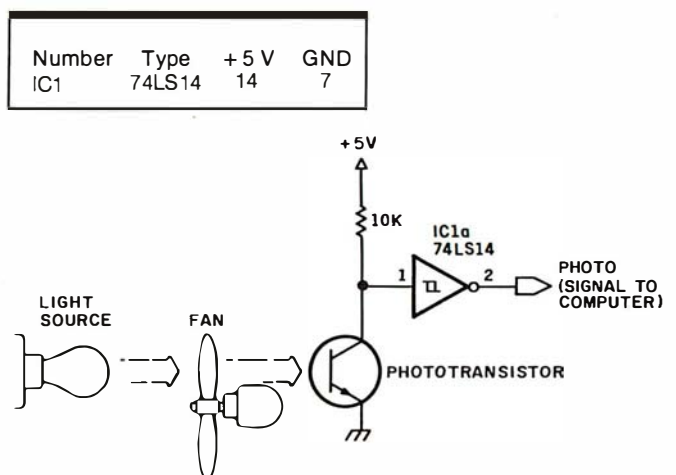 Number Type +5 V GND
IC1 74LS14 14 7
+5V
10K
IC1a
74LS14
1
2
PHOTO
(SIGNAL TO
COMPUTER)
LIGHT
SOURCE
FAN
PHOTOTRANSISTOR